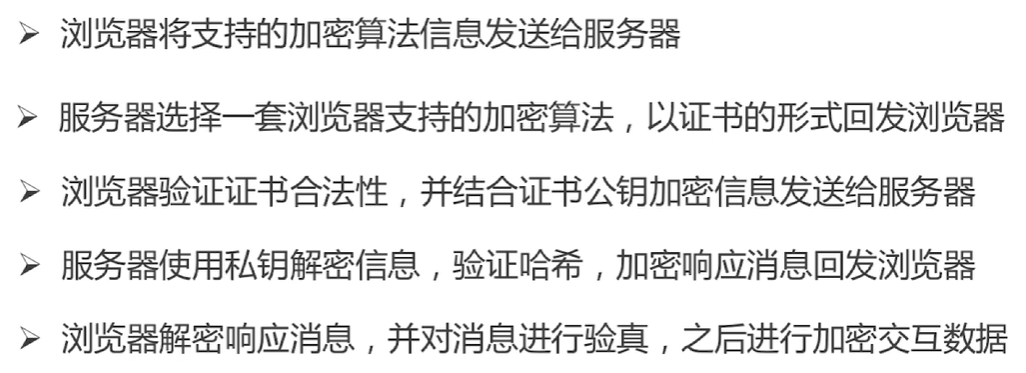 ➢ 浏览器将支持的加密算法信息发送给服务器
➢ 服务器选择一套浏览器支持的加密算法，以证书的形式回发浏览器
➢ 浏览器验证证书合法性，并结合证书公钥加密信息发送给服务器
➢ 服务器使用私钥解密信息，验证哈希，加密响应消息回发浏览器
➢ 浏览器解密响应消息，并对消息进行验真，之后进行加密交互数据